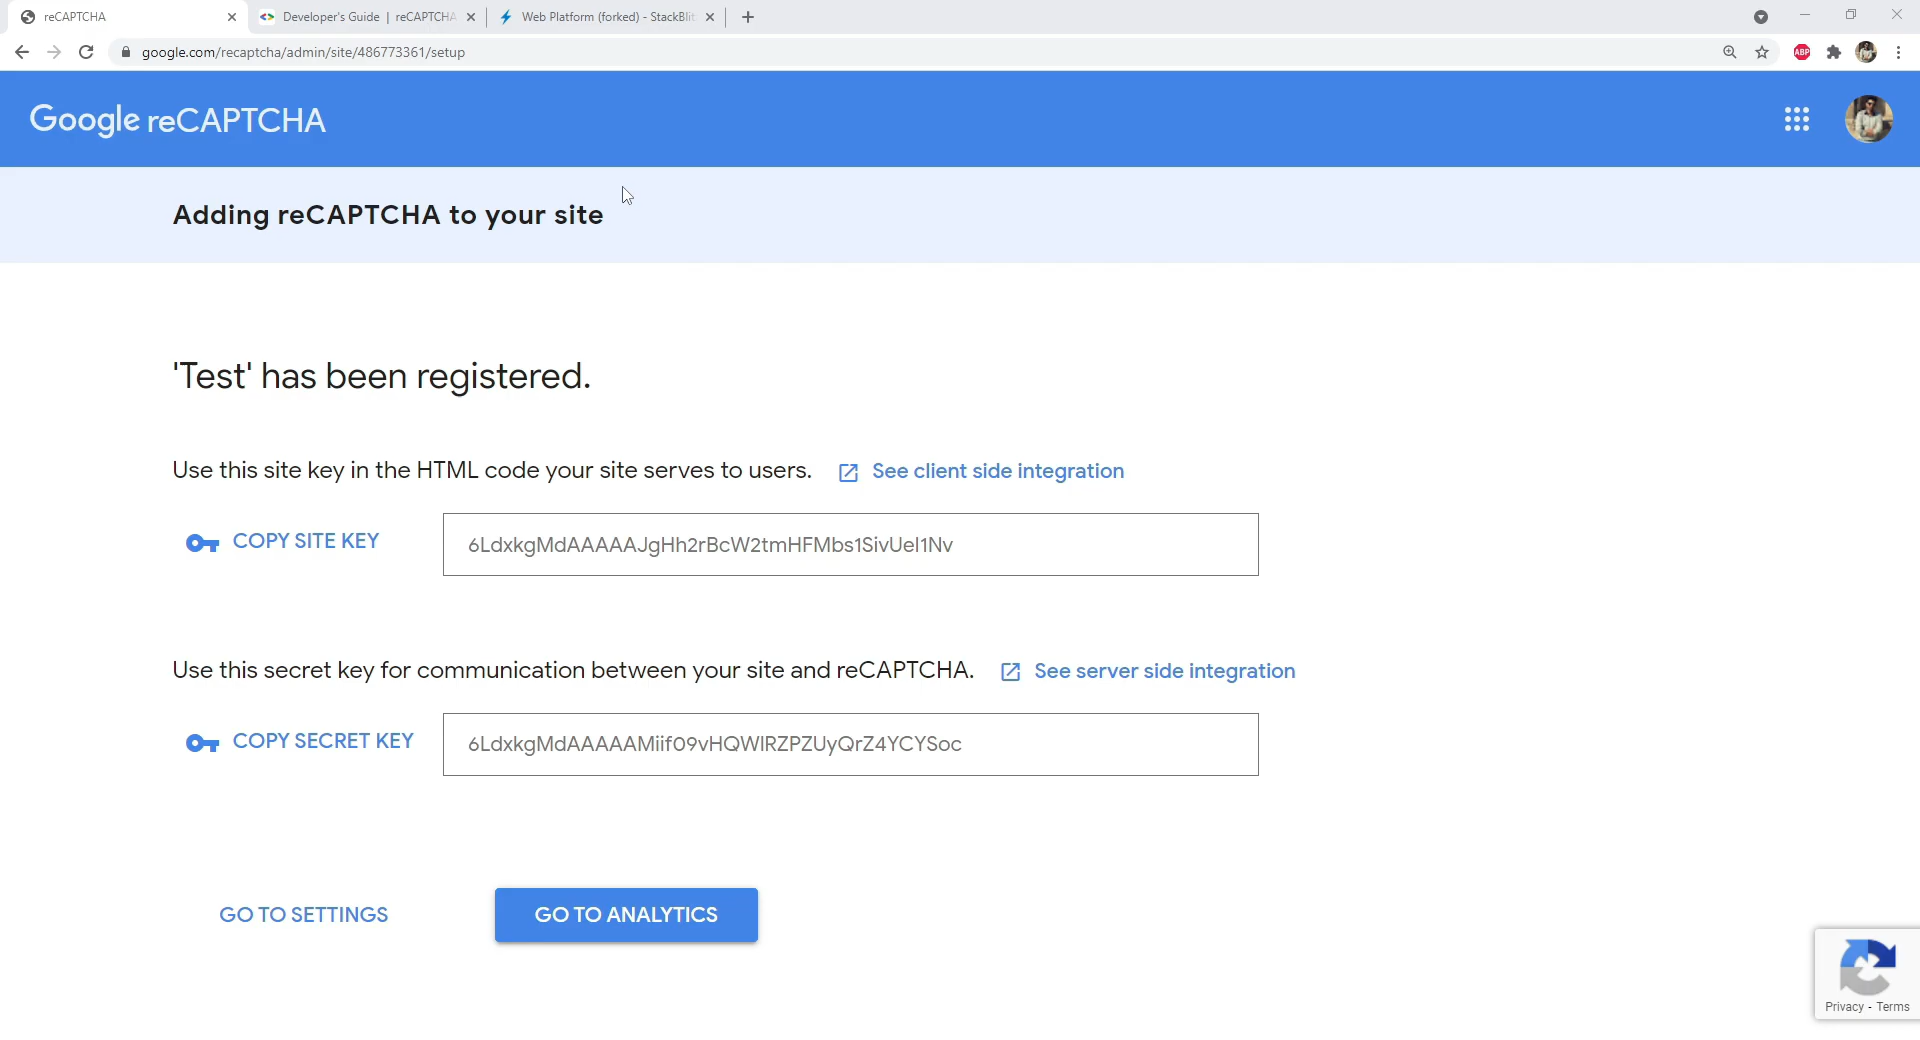 reCAPTCHA
Developer's Guide | reCAPTCHA
Web Platform (forked) - StackBlit
google.com/recaptcha/admin/site/486773361/setup
ABP
Google reCAPTCHA
Adding reCAPTCHA to your site
'Test' has been registered.
Use this site key in the HTML code your site serves to users. See client side integration
COPY SITE KEY 6LdxkgMdAAAAAJgHh2rBcW2tmHFMbs1SivUel1Nv
Use this secret key for communication between your site and reCAPTCHA. See server side integration
COPY SECRET KEY 6LdxkgMdAAAAAMiif09vHQWIRZPZUyQrZ4YCYSoc
GO TO SETTINGS GO TO ANALYTICS
Privacy - Terms